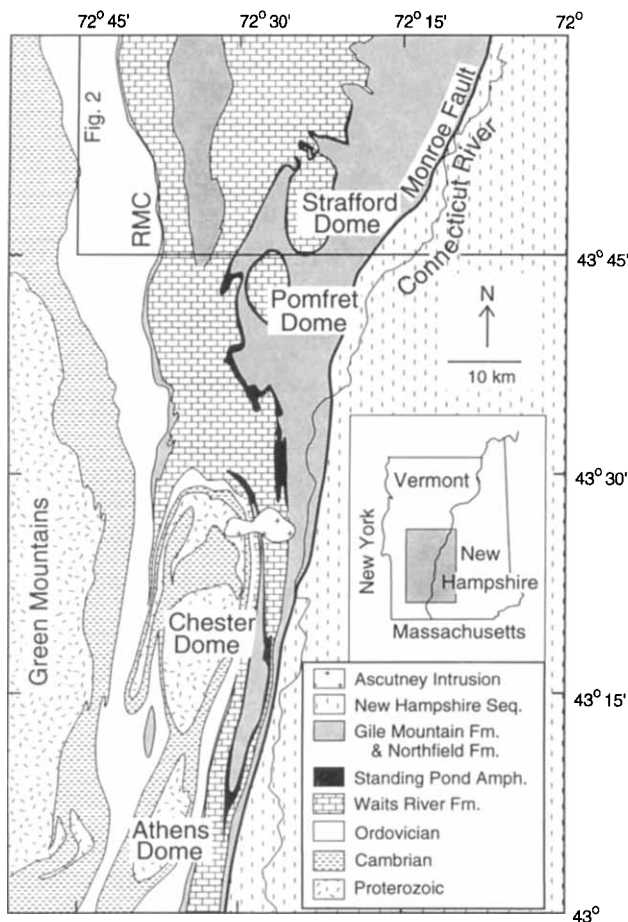 72° 30'
72° 15'
72°
Fig. 2
RMC
Monroe Fault
Connecticut River
Strafford
Dome
43° 45'
Pomfret
Dome
N
10 km
43° 30'
Vermont
New York
New
Hampshire
Massachusetts
Green Mountains
Chester
Dome
Ascutney Intrusion
New Hampshire Seq.
43° 15'
Gile Mountain Fm.
& Northfield Fm.
Standing Pond Amph.
Waits River Fm.
Athens
Dome
Ordovician
Cambrian
Proterozoic
43°